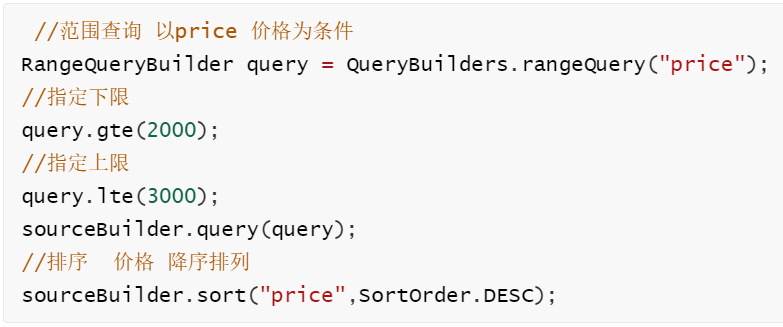 //范围查询 以price 价格为条件
RangeQueryBuilder query = QueryBuilders.rangeQuery("price");
//指定下限
query.gte(2000);
//指定上限
query.lte(3000);
sourceBuilder.query(query);
//排序  价格 降序排列
sourceBuilder.sort("price",SortOrder.DESC);